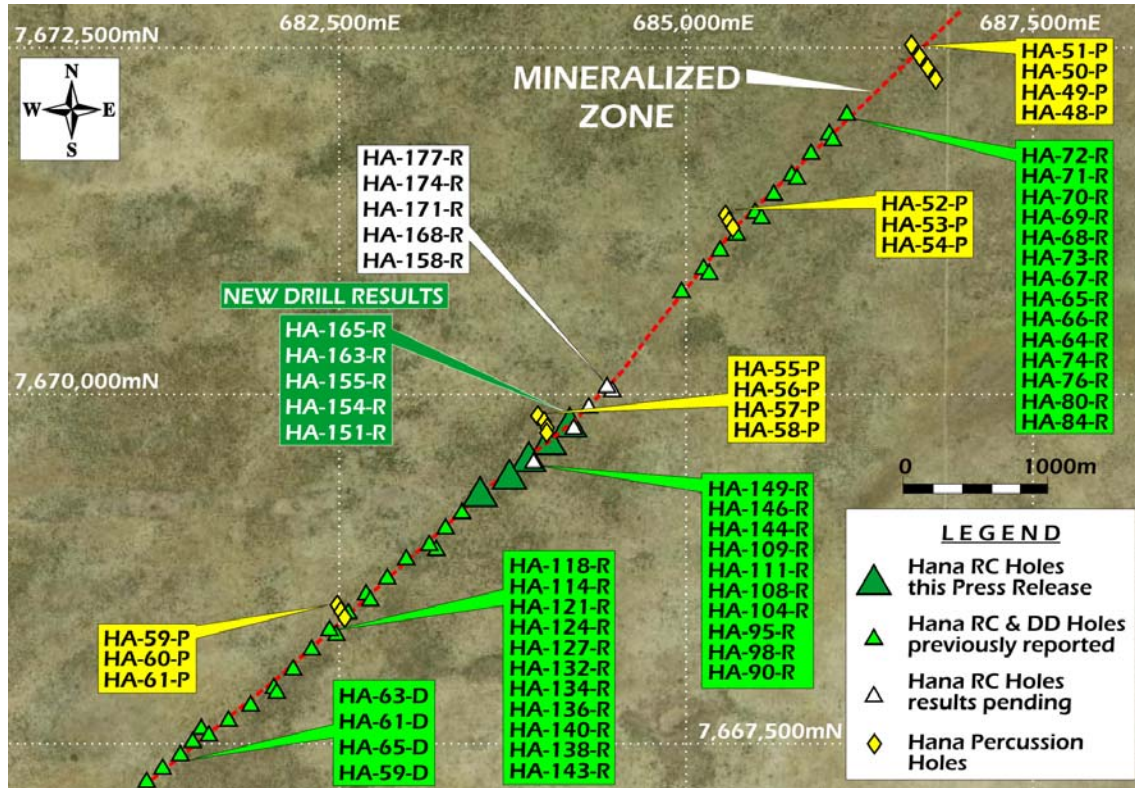 682,500mE
685,000mE
687,500mE
7,672,500mN
N
W
E
S
MINERALIZED
ZONE
HA-51-P
HA-50-P
HA-49-P
HA-48-P
HA-177-R
HA-174-R
HA-171-R
HA-168-R
HA-158-R
HA-72-R
HA-71-R
HA-70-R
HA-69-R
HA-68-R
HA-73-R
HA-67-R
HA-65-R
HA-66-R
HA-64-R
HA-74-R
HA-76-R
HA-80-R
HA-84-R
HA-52-P
HA-53-P
HA-54-P
NEW DRILL RESULTS
HA-165-R
HA-163-R
HA-155-R
HA-154-R
HA-151-R
7,670,000mN
HA-55-P
HA-56-P
HA-57-P
HA-58-P
0
1000m
HA-149-R
HA-146-R
HA-144-R
HA-109-R
HA-111-R
HA-108-R
HA-104-R
HA-95-R
HA-98-R
HA-90-R
HA-118-R
HA-114-R
HA-121-R
HA-124-R
HA-127-R
HA-132-R
HA-134-R
HA-136-R
HA-140-R
HA-138-R
HA-143-R
HA-59-P
HA-60-P
HA-61-P
HA-63-D
HA-61-D
HA-65-D
HA-59-D
7,667,500mN
LEGEND
Hana RC Holes
this Press Release
Hana RC & DD Holes
previously reported
Hana RC Holes
results pending
Hana Percussion
Holes